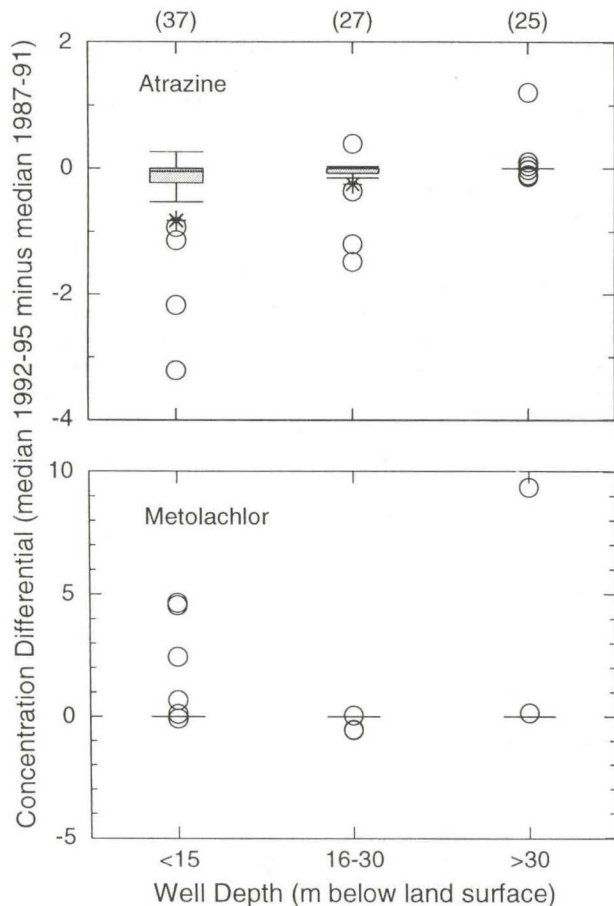 (37) (27) (25)
Concentration Differential (median 1992-95 minus median 1987-91)
2
Atrazine
0
-2
-4
10
Metolachlor
5
0
-5
<15 16-30 >30
Well Depth (m below land surface)